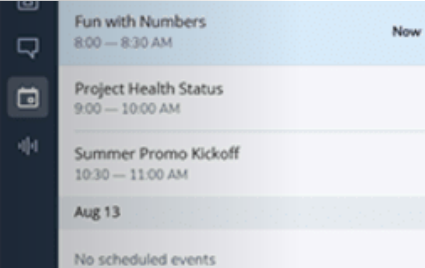 Fun with Numbers
8:00 — 8:30 AM
Now
Project Health Status
9:00 — 10:00 AM
Summer Promo Kickoff
10:30 — 11:00 AM
Aug 13
No scheduled events